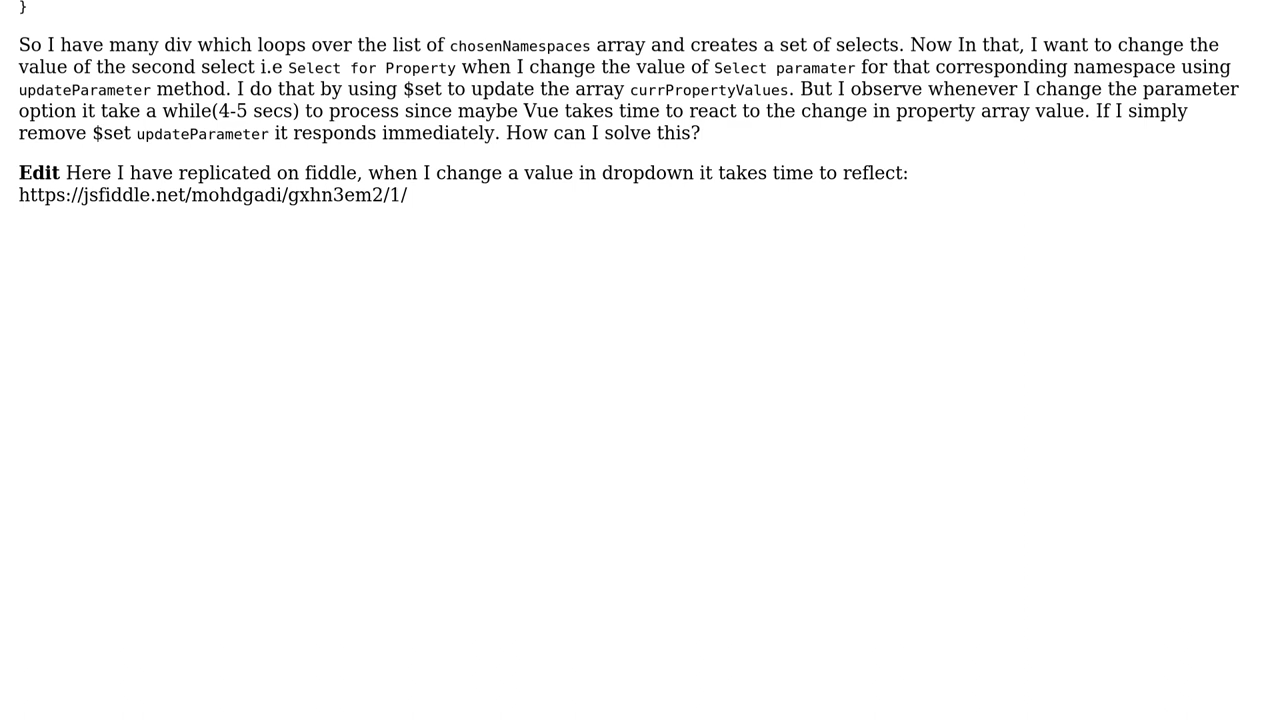 }
So I have many div which loops over the list of chosenNamespaces array and creates a set of selects. Now In that, I want to change the
value of the second select i.e Select for Property when I change the value of Select paramater for that corresponding namespace using
updateParameter method. I do that by using $set to update the array currPropertyValues. But I observe whenever I change the parameter
option it take a while(4-5 secs) to process since maybe Vue takes time to react to the change in property array value. If I simply
remove $set updateParameter it responds immediately. How can I solve this?
Edit Here I have replicated on fiddle, when I change a value in dropdown it takes time to reflect:
https://jsfiddle.net/mohdgadi/gxhn3em2/1/